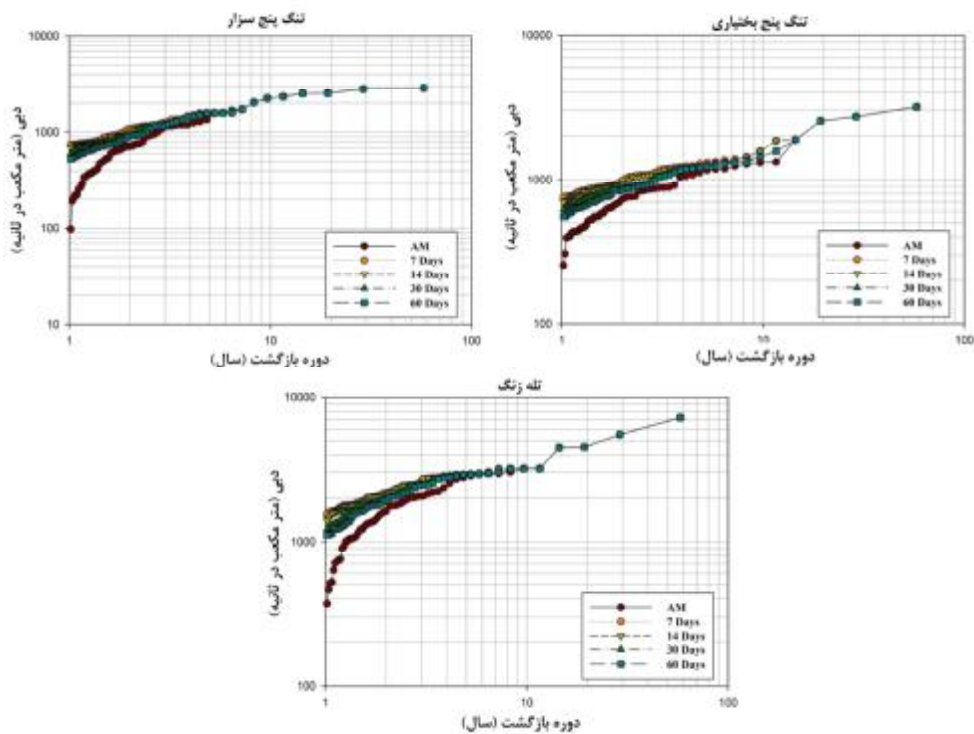 تنگ پنج سزار
10000
1000
100
10
1
10
100
دبی (متر مکعب در ثانیه)
دوره بازگشت (سال)
AM
7 Days
14 Days
30 Days
60 Days
تنگ پنج بختیاری
10000
1000
100
1
10
100
دبی (متر مکعب در ثانیه)
دوره بازگشت (سال)
AM
7 Days
14 Days
30 Days
60 Days
تله زنگ
10000
1000
100
1
10
100
دبی (متر مکعب در ثانیه)
دوره بازگشت (سال)
AM
7 Days
14 Days
30 Days
60 Days